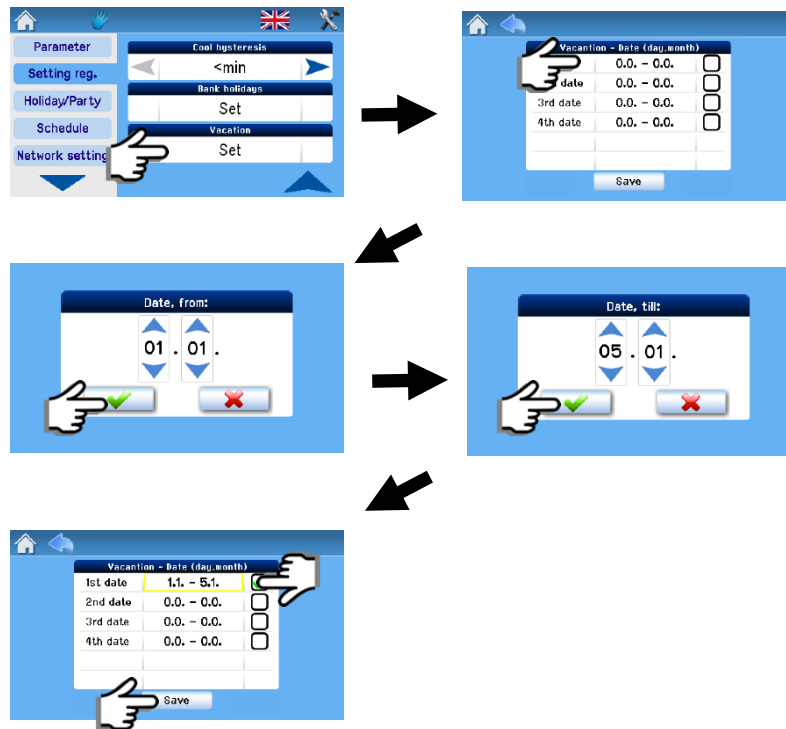 Parameter
Setting reg.
Holiday/Party
Schedule
Network setting
Cool hysteresis
<min
Bank holidays
Set
Vacation
Set
Vacantion - Date (day,month)
0.0. - 0.0.
date 0.0. - 0.0.
3rd date 0.0. - 0.0.
4th date 0.0. - 0.0.
Save
Date, from:
01 . 01 .
Date, till:
05 . 01 .
Vacantion - Date (day,month)
1st date 1.1. - 5.1.
2nd date 0.0. - 0.0.
3rd date 0.0. - 0.0.
4th date 0.0. - 0.0.
Save